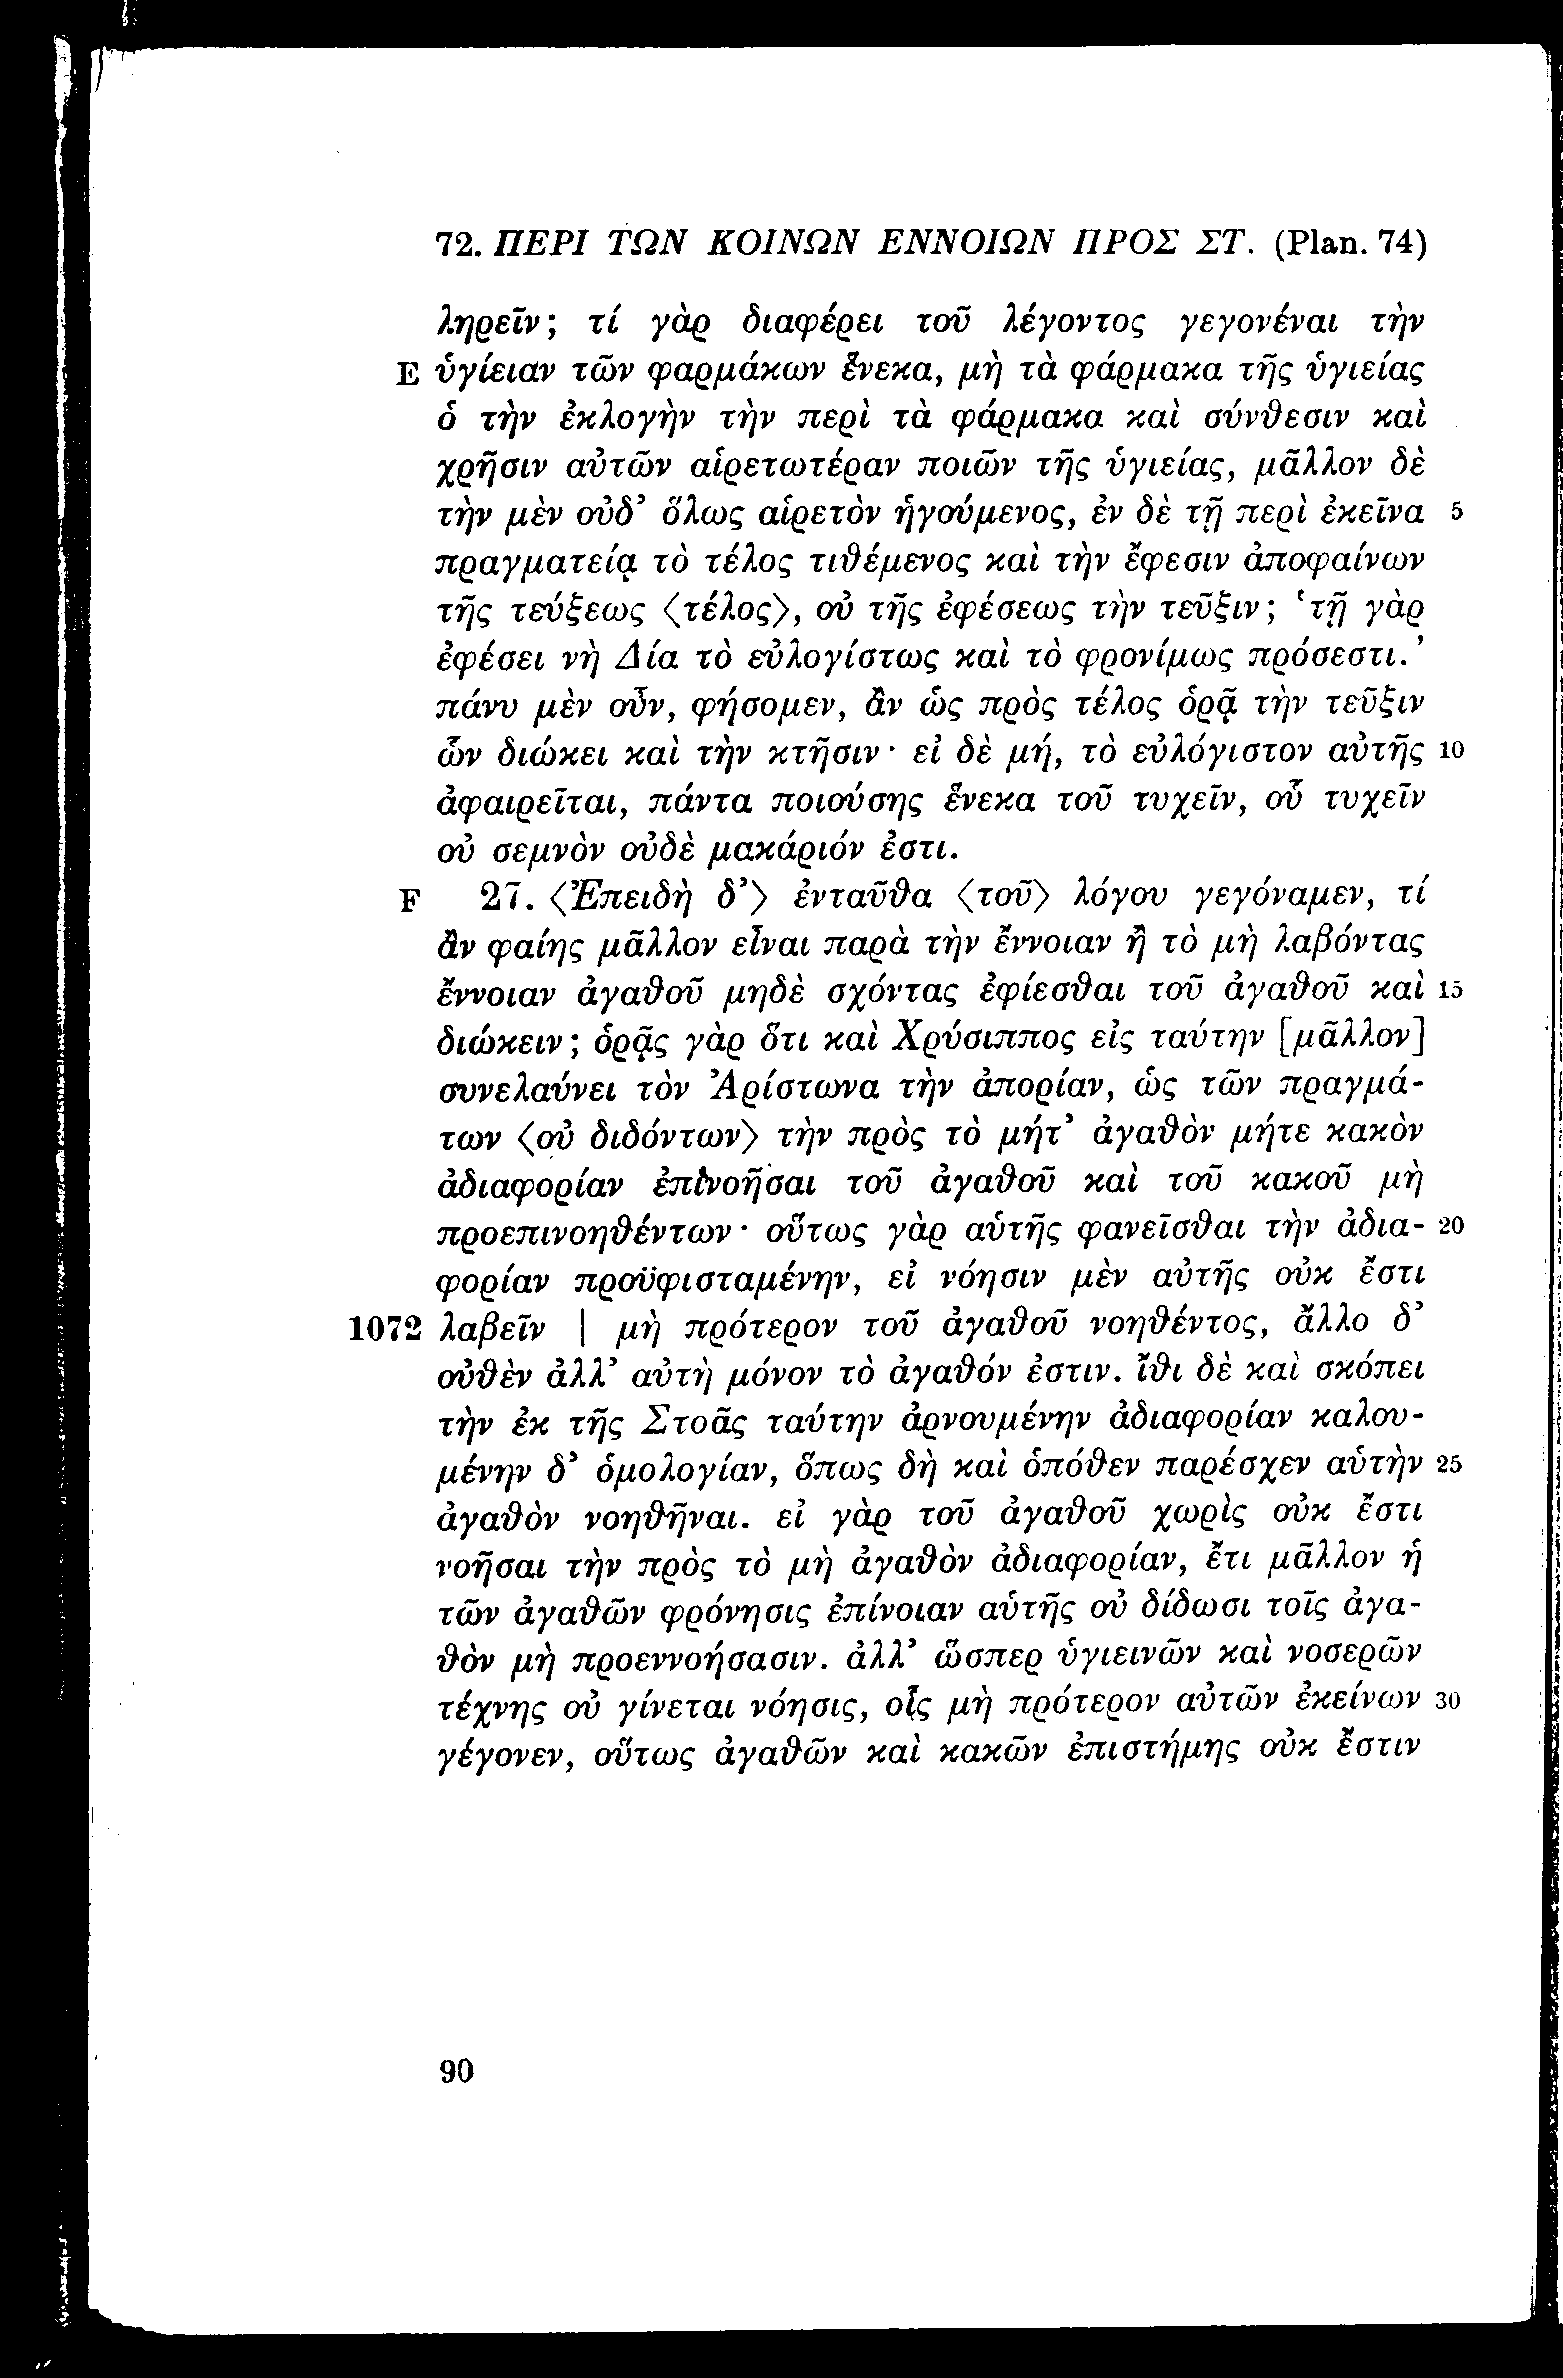 72. ΠΕΡΙ ΤΩΝ ΚΟΙΝΩΝ ΕΝΝΟΙΩΝ ΠΡΟΣ ΣΤ. (Plan. 74)
ληρεῖν; τί γὰρ διαφέρει τοῦ λέγοντος γεγονέναι τὴν
E ὑγίειαν τῶν φαρμάκων ἕνεκα, μὴ τὰ φάρμακα τῆς ὑγιείας
ὁ τὴν ἐκλογὴν τὴν περὶ τὰ φάρμακα καὶ σύνθεσιν καὶ
χρῆσιν αὐτῶν αἱρετωτέραν ποιῶν τῆς ὑγιείας, μᾶλλον δὲ
τὴν μὲν οὐδ’ ὅλως αἱρετὸν ἡγούμενος, ἐν δὲ τῇ περὶ ἐκεῖνα 5
πραγματείᾳ τὸ τέλος τιθέμενος καὶ τὴν ἔφεσιν ἀποφαίνων
τῆς τεύξεως ⟨τέλος⟩, οὐ τῆς ἐφέσεως τὴν τεῦξιν; ‘τῇ γὰρ
ἐφέσει νὴ Δία τὸ εὐλογίστως καὶ τὸ φρονίμως πρόσεστι.’
πάνυ μὲν οὖν, φήσομεν, ἂν ὡς πρὸς τέλος ὁρᾷ τὴν τεῦξιν
ὧν διώκει καὶ τὴν κτῆσιν· εἰ δὲ μή, τὸ εὐλόγιστον αὐτῆς 10
ἀφαιρεῖται, πάντα ποιούσης ἕνεκα τοῦ τυχεῖν, οὗ τυχεῖν
οὐ σεμνὸν οὐδὲ μακάριόν ἐστι.
F 27. ⟨Ἐπειδὴ δ’⟩ ἐνταῦθα ⟨τοῦ⟩ λόγου γεγόναμεν, τί
ἂν φαίης μᾶλλον εἶναι παρὰ τὴν ἔννοιαν ἢ τὸ μὴ λαβόντας
ἔννοιαν ἀγαθοῦ μηδὲ σχόντας ἐφίεσθαι τοῦ ἀγαθοῦ καὶ 15
διώκειν; ὁρᾷς γὰρ ὅτι καὶ Χρύσιππος εἰς ταύτην [μᾶλλον]
συνελαύνει τὸν Ἀρίστωνα τὴν ἀπορίαν, ὡς τῶν πραγμά-
των ⟨οὐ διδόντων⟩ τὴν πρὸς τὸ μήτ’ ἀγαθὸν μήτε κακὸν
ἀδιαφορίαν ἐπινοῆσαι τοῦ ἀγαθοῦ καὶ τοῦ κακοῦ μὴ
προεπινοηθέντων· οὕτως γὰρ αὑτῆς φανεῖσθαι τὴν ἀδια- 20
φορίαν προϋφισταμένην, εἰ νόησιν μὲν αὐτῆς οὐκ ἔστι
1072 λαβεῖν | μὴ πρότερον τοῦ ἀγαθοῦ νοηθέντος, ἄλλο δ’
οὐθὲν ἀλλ’ αὐτὴ μόνον τὸ ἀγαθόν ἐστιν. ἴθι δὲ καὶ σκόπει
τὴν ἐκ τῆς Στοᾶς ταύτην ἀρνουμένην ἀδιαφορίαν καλου-
μένην δ’ ὁμολογίαν, ὅπως δὴ καὶ ὁπόθεν παρέσχεν αὑτὴν 25
ἀγαθὸν νοηθῆναι. εἰ γὰρ τοῦ ἀγαθοῦ χωρὶς οὐκ ἔστι
νοῆσαι τὴν πρὸς τὸ μὴ ἀγαθὸν ἀδιαφορίαν, ἔτι μᾶλλον ἡ
τῶν ἀγαθῶν φρόνησις ἐπίνοιαν αὑτῆς οὐ δίδωσι τοῖς ἀγα-
θὸν μὴ προεννοήσασιν. ἀλλ’ ὥσπερ ὑγιεινῶν καὶ νοσερῶν
τέχνης οὐ γίνεται νόησις, οἷς μὴ πρότερον αὐτῶν ἐκείνων 30
γέγονεν, οὕτως ἀγαθῶν καὶ κακῶν ἐπιστήμης οὐκ ἔστιν
90